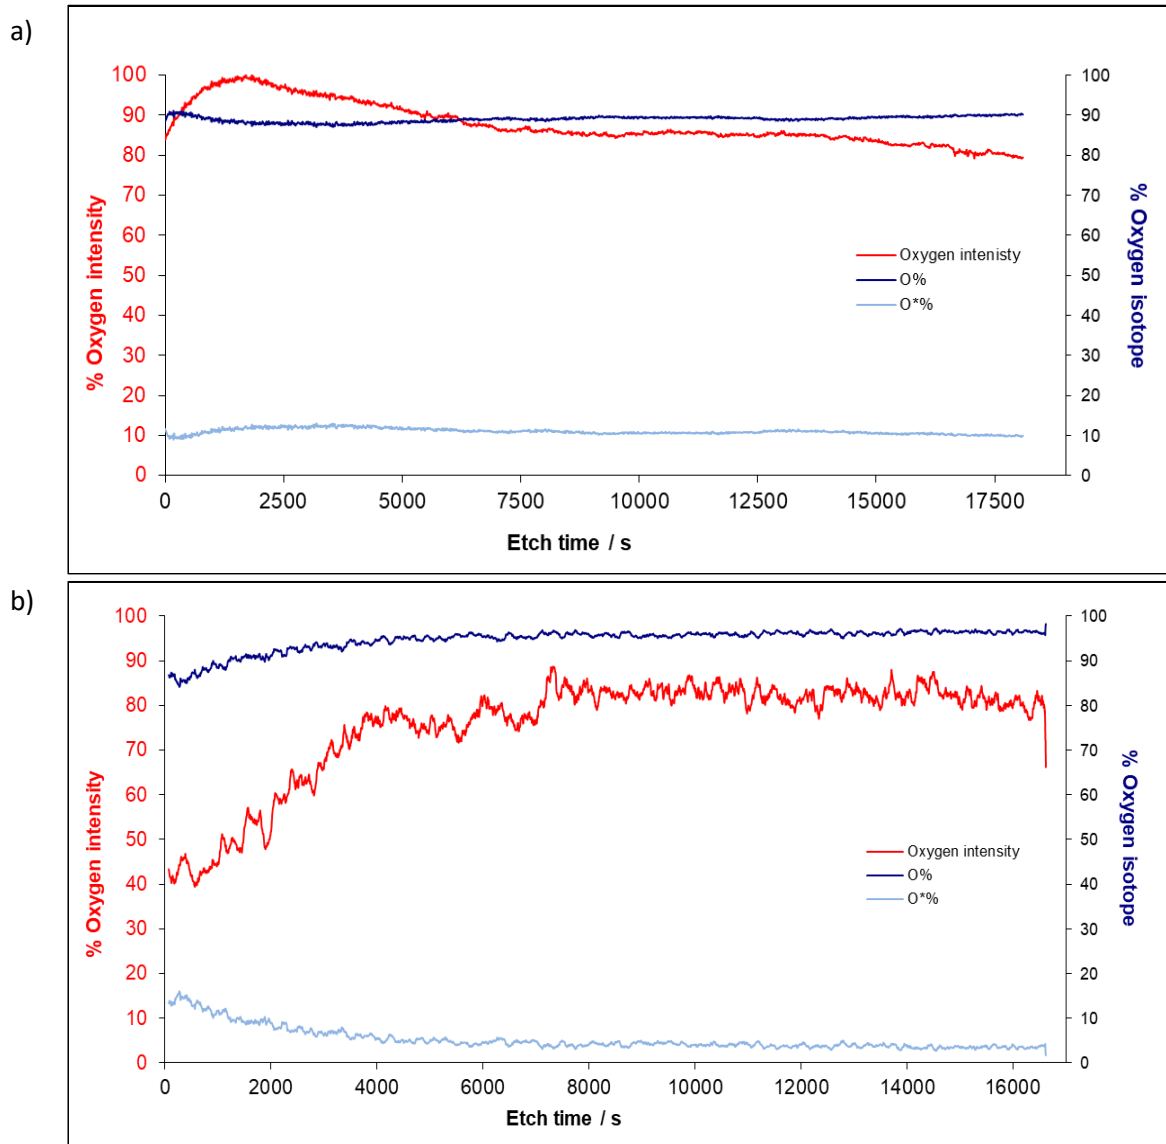 a)
100
90
80
70
60
50
40
30
20
10
0
% Oxygen intensity
100
90
80
70
60
50
40
30
20
10
0
% Oxygen isotope
Oxygen intenisty
O%
O*%
0 2500 5000 7500 10000 12500 15000 17500
Etch time / s
b)
100
90
80
70
60
50
40
30
20
10
0
% Oxygen intensity
100
90
80
70
60
50
40
30
20
10
0
% Oxygen isotope
Oxygen intensity
O%
O*%
0 2000 4000 6000 8000 10000 12000 14000 16000
Etch time / s